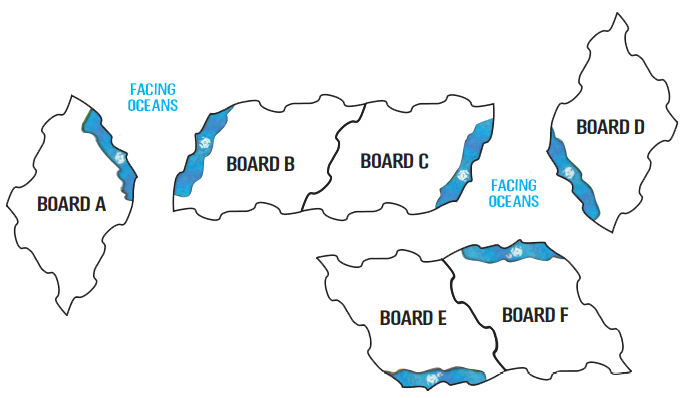 FACING
OCEANS
BOARD A
BOARD B
BOARD C
BOARD D
FACING
OCEANS
BOARD E
BOARD F